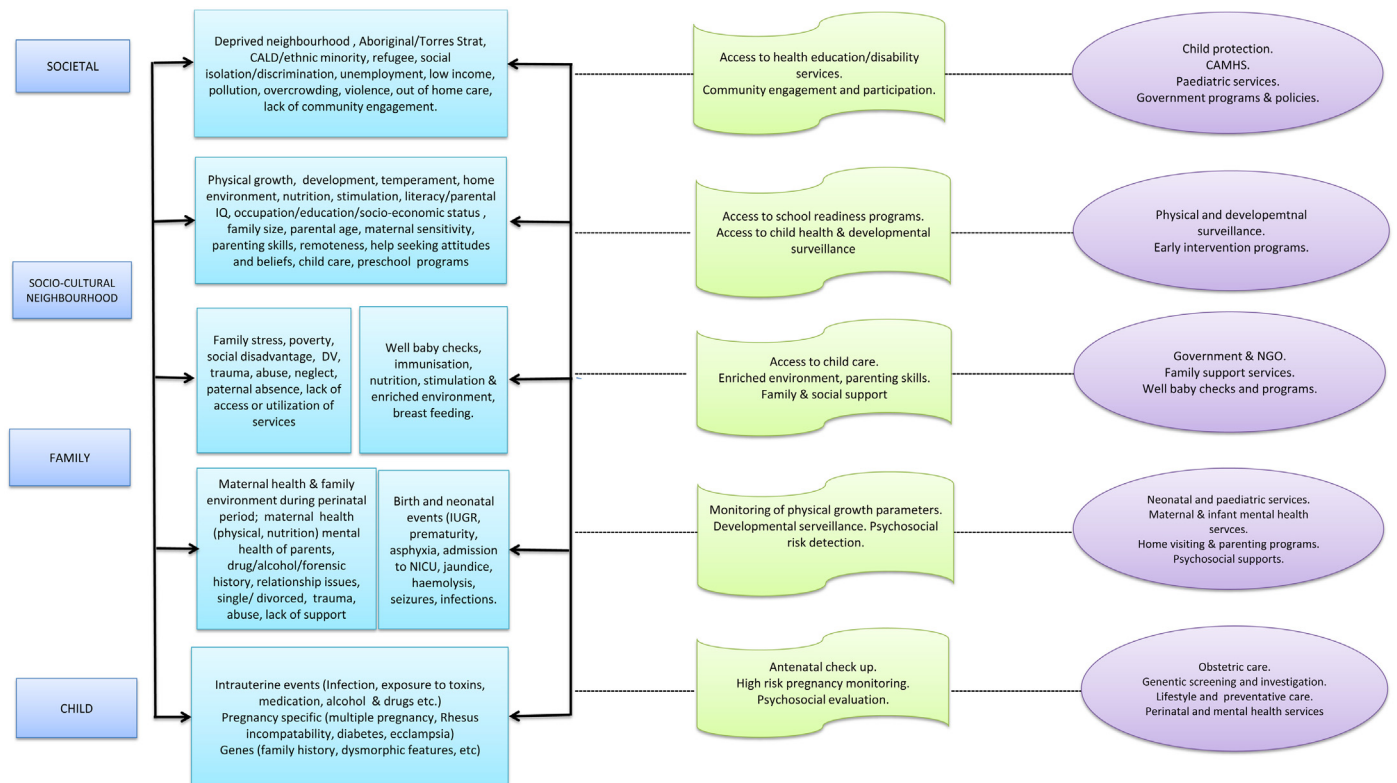 SOCIETAL
Deprived neighbourhood , Aboriginal/Torres Strat,
CALD/ethnic minority, refugee, social
isolation/discrimination, unemployment, low income,
pollution, overcrowding, violence, out of home care,
lack of community engagement.
Access to health education/disability
services.
Community engagement and participation.
Child protection.
CAMHS.
Paediatric services.
Government programs & policies.
Physical growth, development, temperament, home
environment, nutrition, stimulation, literacy/parental
IQ, occupation/education/socio-economic status ,
family size, parental age, maternal sensitivity,
parenting skills, remoteness, help seeking attitudes
and beliefs, child care, preschool programs
Access to school readiness programs.
Access to child health & developmental
surveillance
Physical and developemtnal
surveillance.
Early intervention programs.
SOCIO-CULTURAL
NEIGHBOURHOOD
Family stress, poverty,
social disadvantage, DV,
trauma, abuse, neglect,
paternal absence, lack of
access or utilization of
services
Well baby checks,
immunisation,
nutrition, stimulation &
enriched environment,
breast feeding.
Access to child care.
Enriched environment, parenting skills.
Family & social support
Government & NGO.
Family support services.
Well baby checks and programs.
FAMILY
Maternal health & family
environment during perinatal
period; maternal health
(physical, nutrition) mental
health of parents,
drug/alcohol/forensic
history, relationship issues,
single/ divorced, trauma,
abuse, lack of support
Birth and neonatal
events (IUGR,
prematurity,
asphyxia, admission
to NICU, jaundice,
haemolysis,
seizures, infections.
Monitoring of physical growth parameters.
Developmental serveillance. Psychosocial
risk detection.
Neonatal and paediatric services.
Maternal & infant mental health
servces.
Home visiting & parenting programs.
Psychosocial supports.
CHILD
Intrauterine events (Infection, exposure to toxins,
medication, alcohol & drugs etc.)
Pregnancy specific (multiple pregnancy, Rhesus
incompatability, diabetes, ecclampsia)
Genes (family history, dysmorphic features, etc)
Antenatal check up.
High risk pregnancy monitoring.
Psychosocial evaluation.
Obstetric care.
Genentic screening and investigation.
Lifestyle and preventative care.
Perinatal and mental health services